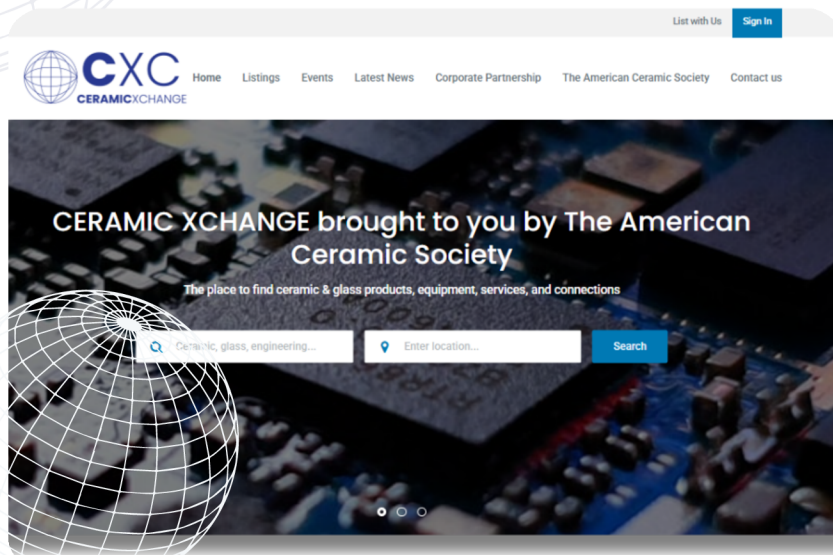 List with Us
Sign In
CXC
CERAMICXCHANGE
Home
Listings
Events
Latest News
Corporate Partnership
The American Ceramic Society
Contact us
CERAMIC XCHANGE brought to you by The American
Ceramic Society
The place to find ceramic & glass products, equipment, services, and connections
Ceramic, glass, engineering...
Enter location...
Search